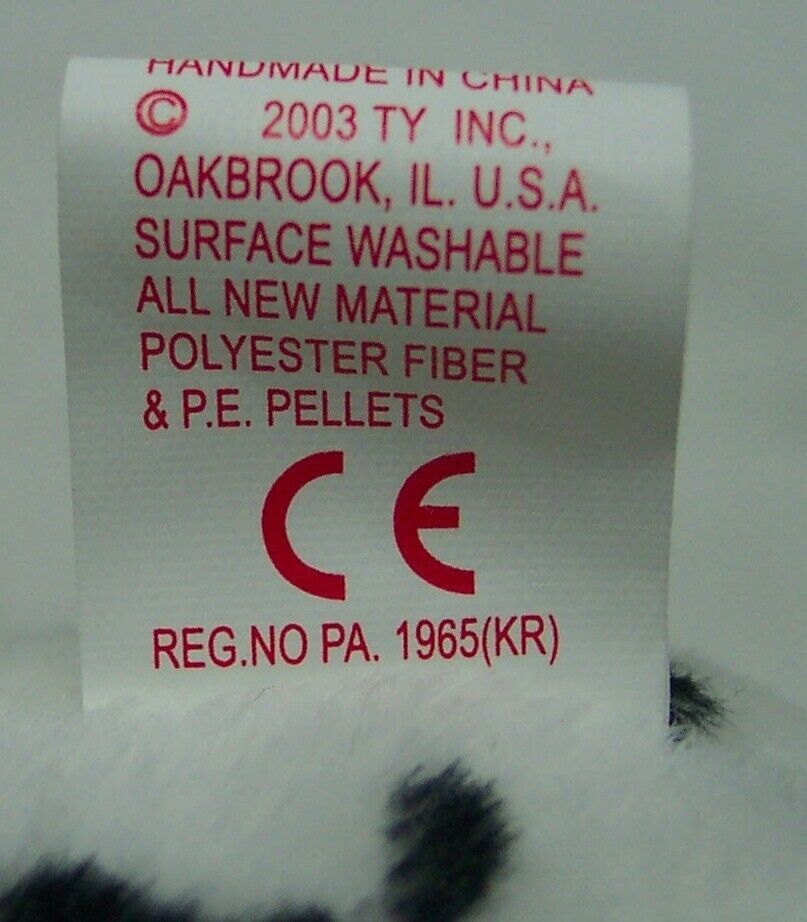 HANDMADE IN CHINA
© 2003 TY INC.,
OAKBROOK, IL. U.S.A.
SURFACE WASHABLE
ALL NEW MATERIAL
POLYESTER FIBER
& P.E. PELLETS
CE
REG.NO PA. 1965(KR)